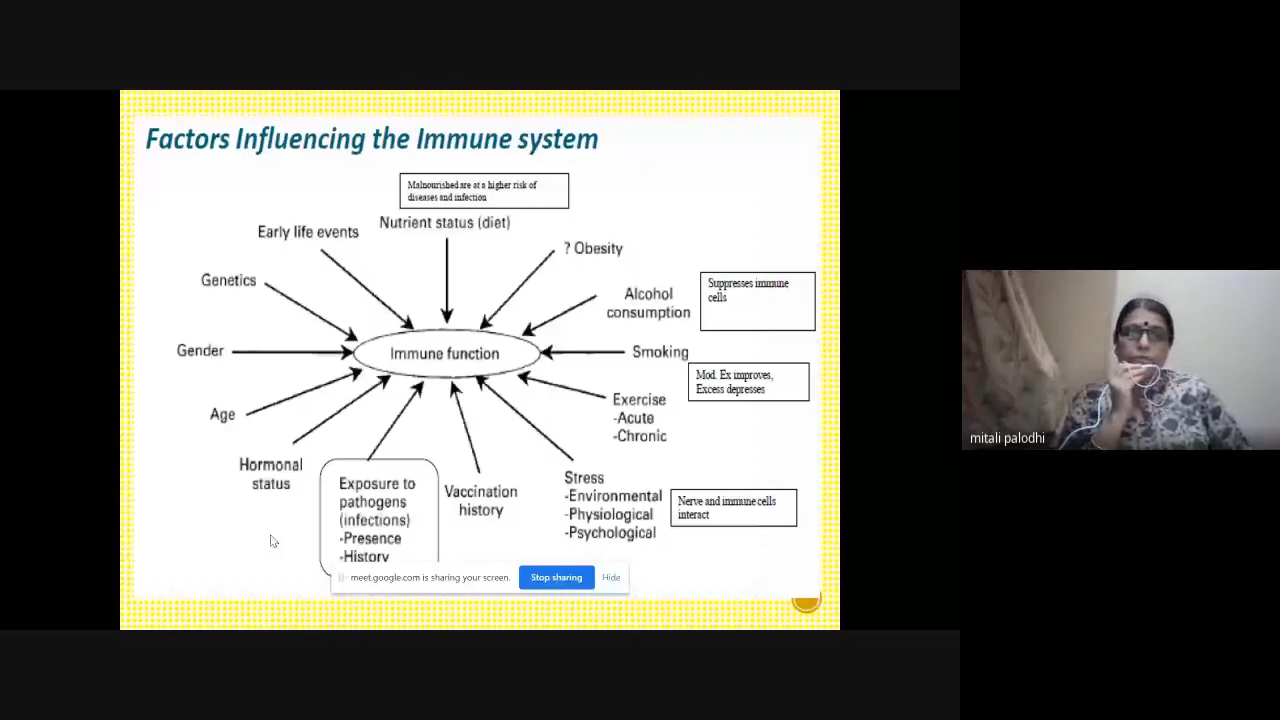 Factors Influencing the Immune system
Malnourished are at a higher risk of
diseases and infection
Nutrient status (diet)
Early life events
? Obesity
Genetics
Alcohol
consumption
Suppresses immune
cells
Gender
Immune function
Smoking
Mod. Ex improves,
Excess depresses
Exercise
-Acute
-Chronic
Age
Hormonal
status
Exposure to
pathogens
(infections)
-Presence
-History
Vaccination
history
Stress
-Environmental
-Physiological
-Psychological
Nerve and immune cells
interact
meet.google.com is sharing your screen.
Stop sharing
Hide
mitali palodhi